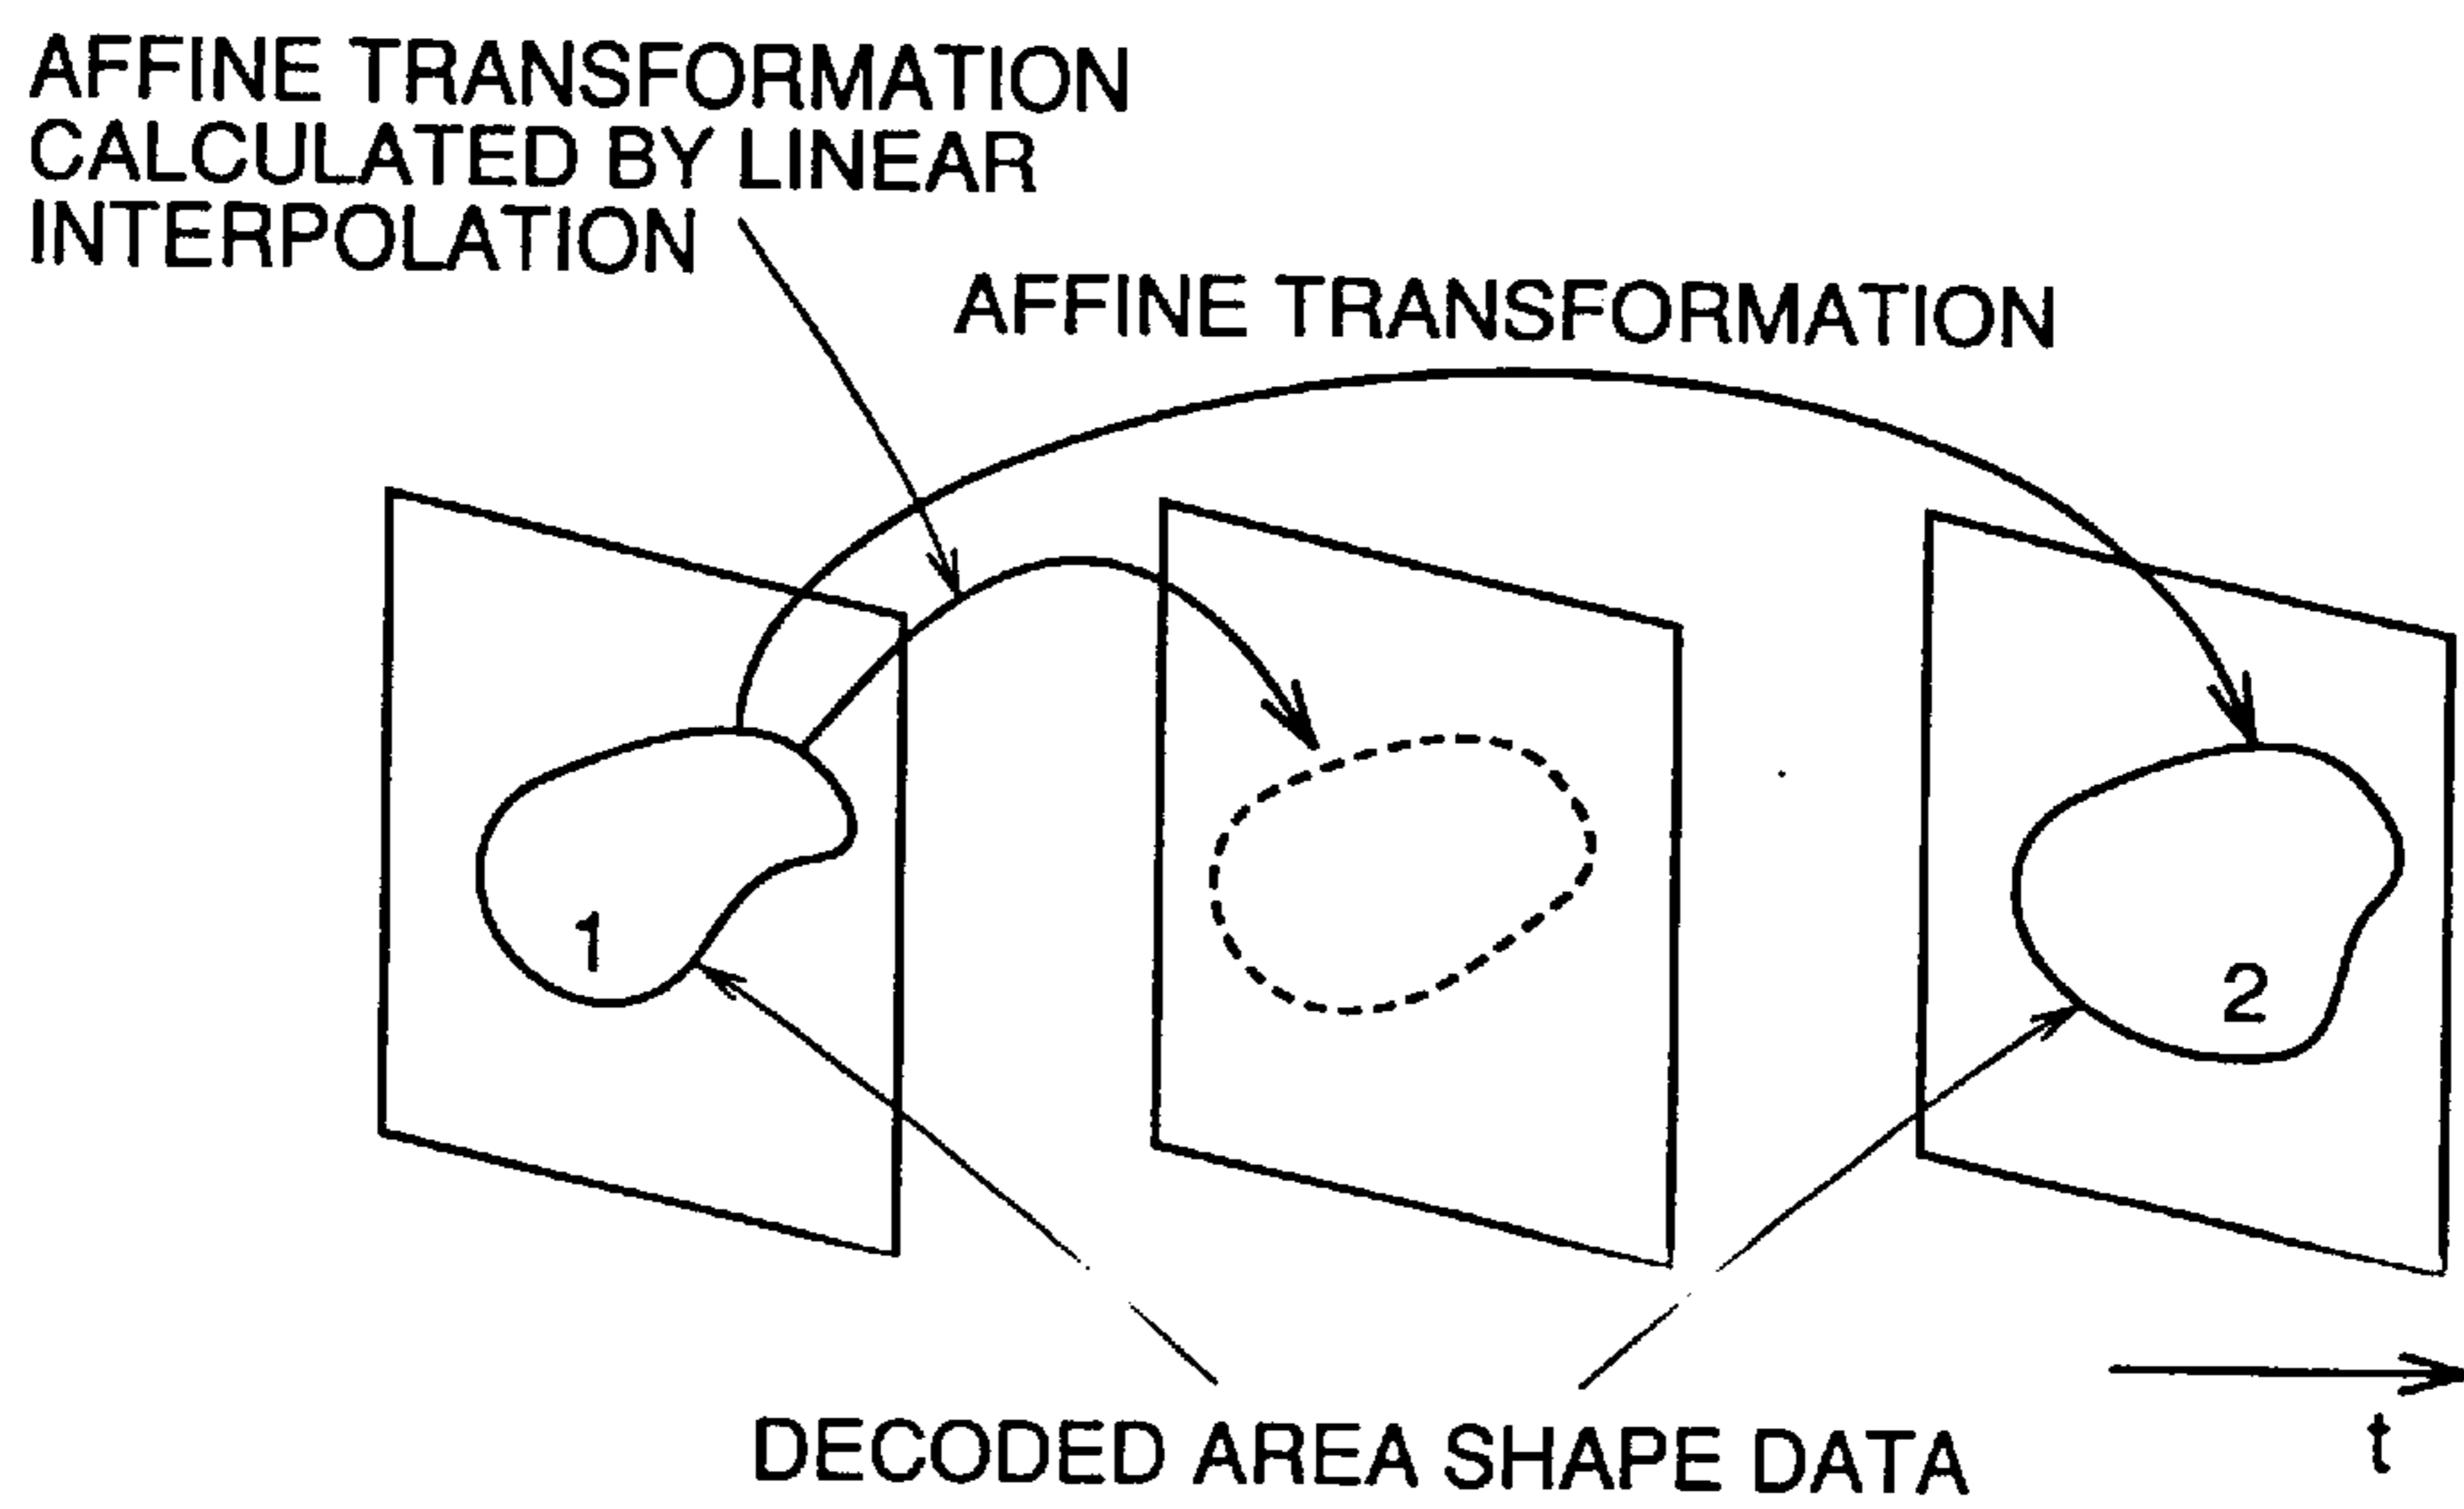 AFFINE TRANSFORMATION
CALCULATED BY LINEAR
INTERPOLATION
AFFINE TRANSFORMATION
1
2
DECODED AREA SHAPE DATA
t